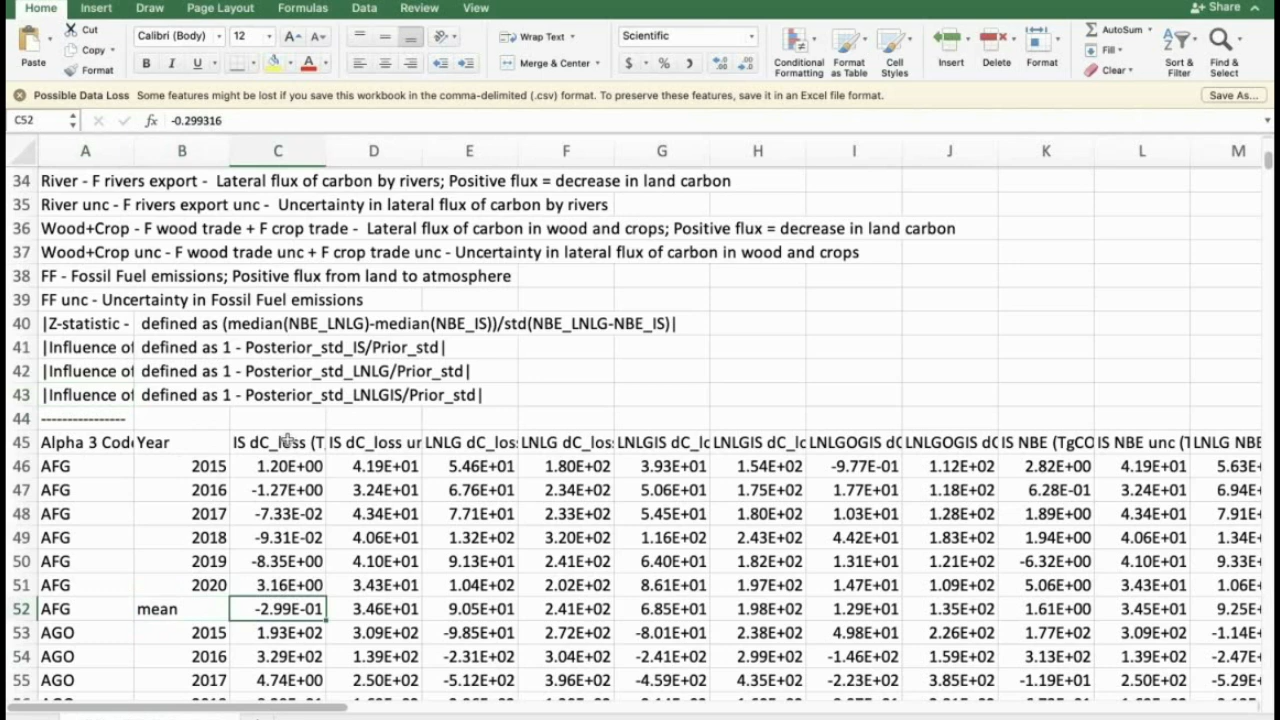 Home Insert Draw Page Layout Formulas Data Review View Share
Cut Calibri (Body) 12 A A Wrap Text Scientific AutoSum
Copy Fill
Paste Format B I U A Merge & Center $ % Conditional Formatting Format as Table Cell Styles Insert Delete Format Clear Sort & Filter Find & Select
Possible Data Loss Some features might be lost if you save this workbook in the comma-delimited (.csv) format. To preserve these features, save it in an Excel file format. Save As...
C52 fx -0.299316
A B C D E F G H I J K L M
34 River - F rivers export - Lateral flux of carbon by rivers; Positive flux = decrease in land carbon
35 River unc - F rivers export unc - Uncertainty in lateral flux of carbon by rivers
36 Wood+Crop - F wood trade + F crop trade - Lateral flux of carbon in wood and crops; Positive flux = decrease in land carbon
37 Wood+Crop unc - F wood trade unc + F crop trade unc - Uncertainty in lateral flux of carbon in wood and crops
38 FF - Fossil Fuel emissions; Positive flux from land to atmosphere
39 FF unc - Uncertainty in Fossil Fuel emissions
40 |Z-statistic - defined as (median(NBE_LNLG)-median(NBE_IS))/std(NBE_LNLG-NBE_IS)|
41 |Influence of defined as 1 - Posterior_std_IS/Prior_std|
42 |Influence of defined as 1 - Posterior_std_LNLG/Prior_std|
43 |Influence of defined as 1 - Posterior_std_LNLGIS/Prior_std|
44 ----------------
45 Alpha 3 Code Year IS dC_loss (T IS dC_loss un LNLG dC_loss LNLG dC_loss LNLGIS dC_lo LNLGIS dC_lo LNLGOGIS dC LNLGOGIS dC IS NBE (TgCO IS NBE unc (T LNLG NBE
46 AFG 2015 1.20E+00 4.19E+01 5.46E+01 1.80E+02 3.93E+01 1.54E+02 -9.77E-01 1.12E+02 2.82E+00 4.19E+01 5.63E+
47 AFG 2016 -1.27E+00 3.24E+01 6.76E+01 2.34E+02 5.06E+01 1.75E+02 1.77E+01 1.18E+02 6.28E-01 3.24E+01 6.94E+
48 AFG 2017 -7.33E-02 4.34E+01 7.71E+01 2.33E+02 5.45E+01 1.80E+02 1.03E+01 1.28E+02 1.89E+00 4.34E+01 7.91E+
49 AFG 2018 -9.31E-02 4.06E+01 1.32E+02 3.20E+02 1.16E+02 2.43E+02 4.42E+01 1.83E+02 1.94E+00 4.06E+01 1.34E+
50 AFG 2019 -8.35E+00 4.10E+01 9.13E+01 2.41E+02 6.40E+01 1.82E+02 1.31E+01 1.21E+02 -6.32E+00 4.10E+01 9.33E+
51 AFG 2020 3.16E+00 3.43E+01 1.04E+02 2.02E+02 8.61E+01 1.97E+02 1.47E+01 1.09E+02 5.06E+00 3.43E+01 1.06E+
52 AFG mean -2.99E-01 3.46E+01 9.05E+01 2.41E+02 6.85E+01 1.98E+02 1.29E+01 1.35E+02 1.61E+00 3.45E+01 9.25E+
53 AGO 2015 1.93E+02 3.09E+02 -9.85E+01 2.72E+02 -8.01E+01 2.38E+02 4.98E+01 2.26E+02 1.77E+02 3.09E+02 -1.14E+
54 AGO 2016 3.29E+02 1.39E+02 -2.31E+02 3.04E+02 -2.41E+02 2.99E+02 -1.46E+02 1.59E+02 3.13E+02 1.39E+02 -2.47E+
55 AGO 2017 4.74E+00 2.50E+02 -5.12E+02 3.96E+02 -4.59E+02 4.35E+02 -2.23E+02 3.85E+02 -1.19E+01 2.50E+02 -5.29E+